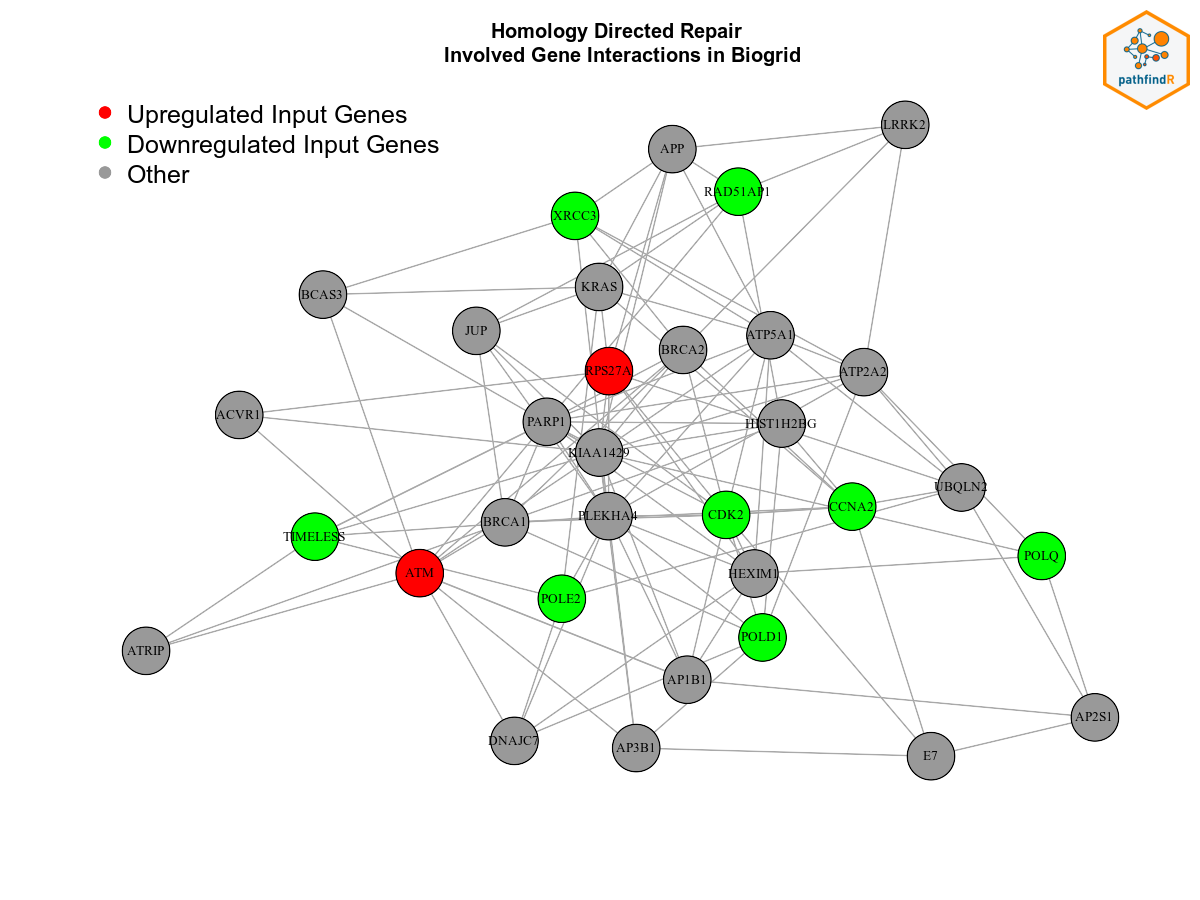 Homology Directed Repair
Involved Gene Interactions in Biogrid
pathfindR
Upregulated Input Genes
Downregulated Input Genes
Other
LRRK2
APP
RAD51AP1
XRCC3
KRAS
BCAS3
JUP
ATP5A1
BRCA2
RPS27A
ATP2A2
ACVR1
PARP1
HIST1H2BG
KIAA1429
UBQLN2
CCNA2
CDK2
PLEKHA4
BRCA1
TIMELESS
POLQ
ATM
HEXIM1
POLE2
POLD1
ATRIP
AP1B1
AP2S1
DNAJC7
AP3B1
E7